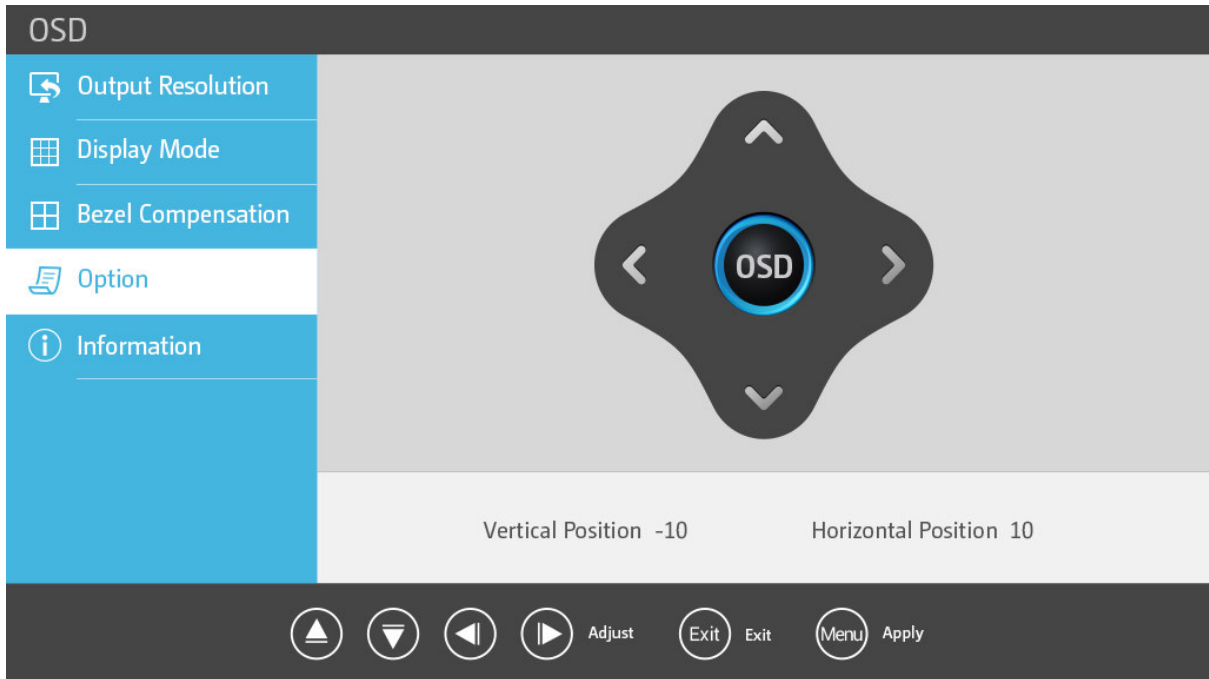 OSD
Output Resolution
Display Mode
Bezel Compensation
Option
Information
OSD
Vertical Position -10 Horizontal Position 10
Adjust Exit Exit Menu Apply